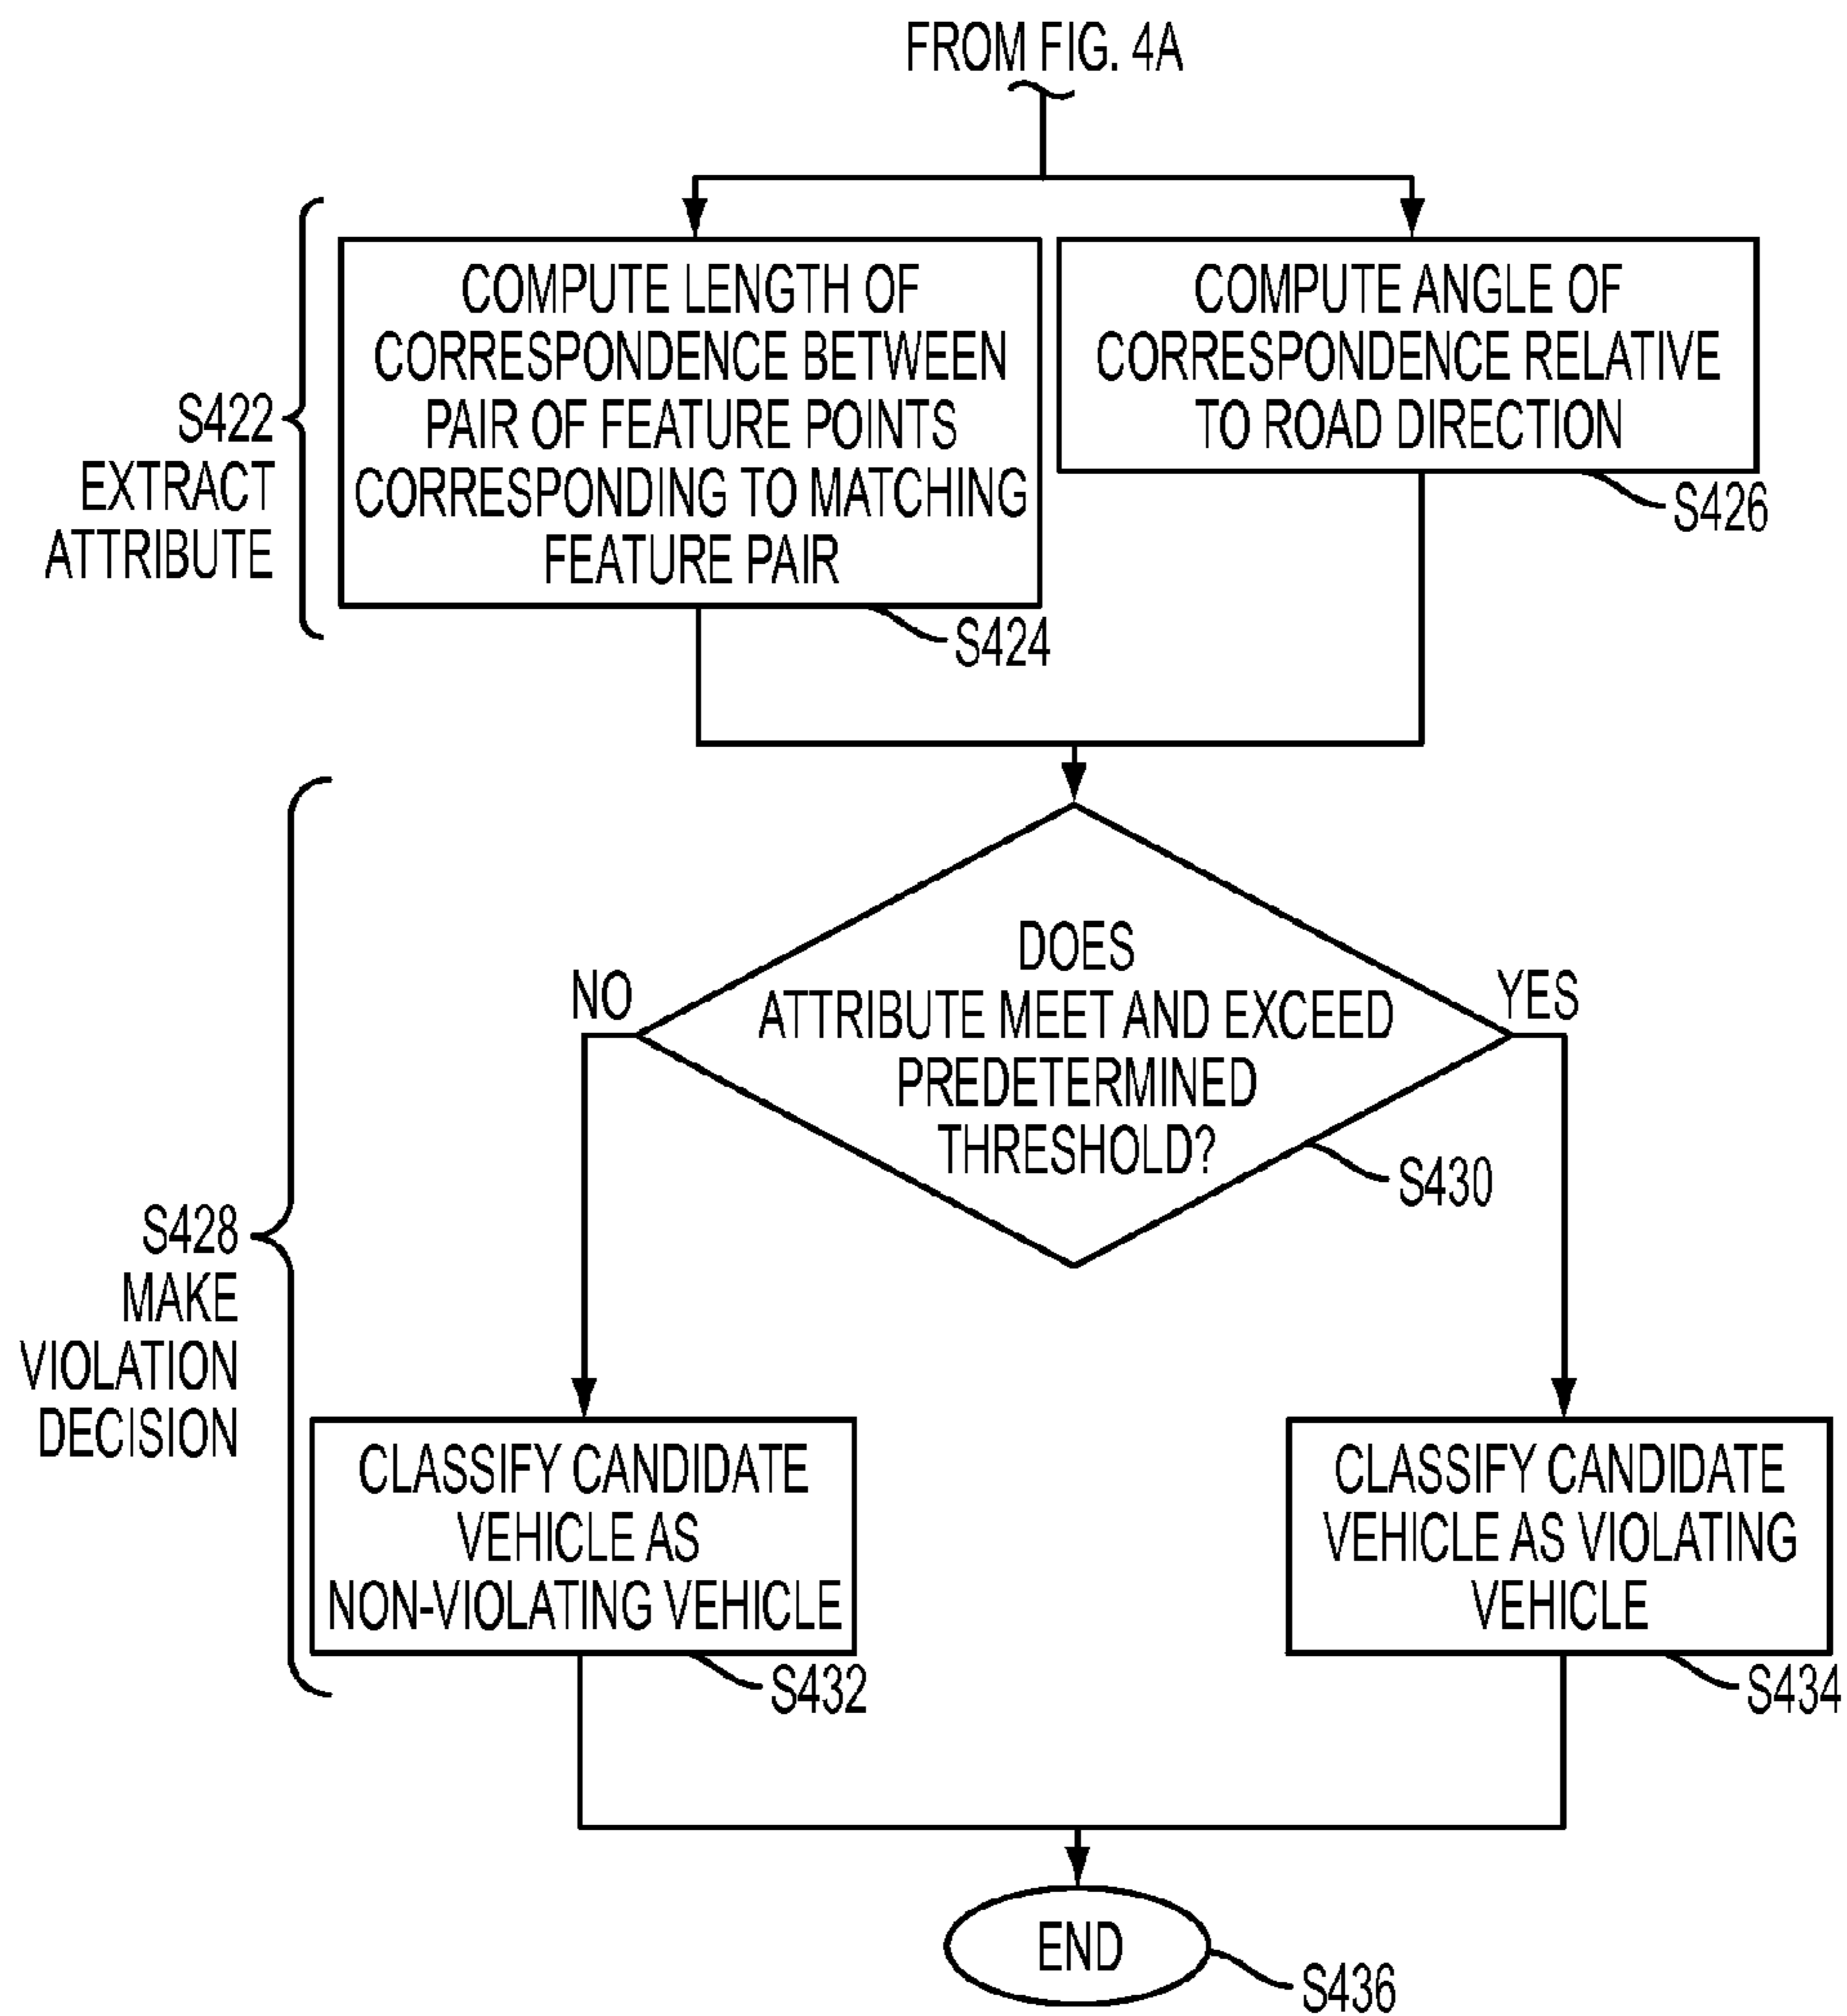 FROM FIG. 4A
S422
EXTRACT
ATTRIBUTE
COMPUTE LENGTH OF
CORRESPONDENCE BETWEEN
PAIR OF FEATURE POINTS
CORRESPONDING TO MATCHING
FEATURE PAIR
S424
COMPUTE ANGLE OF
CORRESPONDENCE RELATIVE
TO ROAD DIRECTION
S426
S428
MAKE
VIOLATION
DECISION
DOES
ATTRIBUTE MEET AND EXCEED
PREDETERMINED
THRESHOLD?
S430
NO
YES
CLASSIFY CANDIDATE
VEHICLE AS
NON-VIOLATING VEHICLE
S432
CLASSIFY CANDIDATE
VEHICLE AS VIOLATING
VEHICLE
S434
END
S436